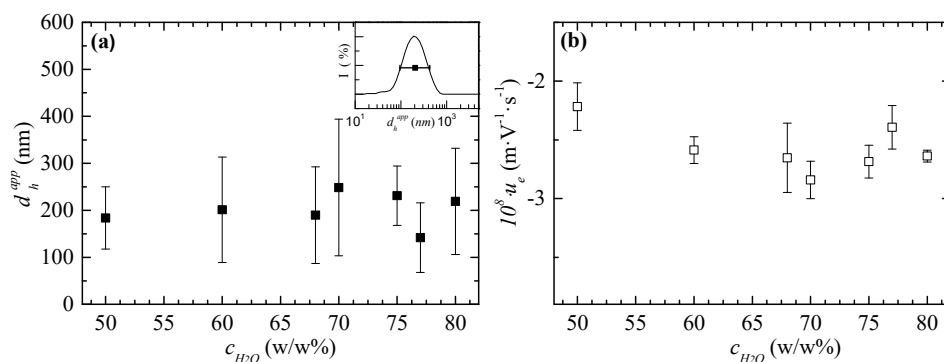 (a)
600
500
400
300
200
100
0
d_h^app (nm)
50 55 60 65 70 75 80
c_H2O (w/w%)
I (%)
10^1 10^3
d_h^app (nm)
(b)
-2
-3
10^8·u_e (m·V^-1·s^-1)
50 55 60 65 70 75 80
c_H2O (w/w%)